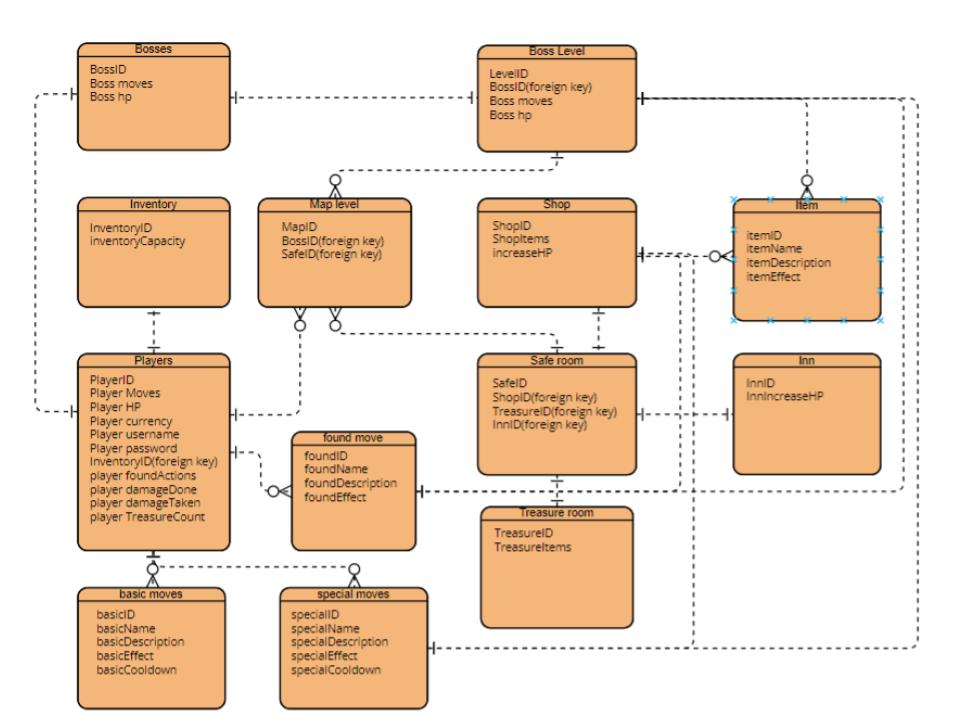 Bosses
BossID
Boss moves
Boss hp
Boss Level
LevelID
BossID(foreign key)
Boss moves
Boss hp
Inventory
InventoryID
inventoryCapacity
Map level
MapID
BossID(foreign key)
SafeID(foreign key)
Shop
ShopID
ShopItems
increaseHP
Item
itemID
itemName
itemDescription
itemEffect
Players
PlayerID
Player Moves
Player HP
Player currency
Player username
Player password
InventoryID(foreign key)
player foundActions
player damageDone
player damageTaken
player TreasureCount
found move
foundID
foundName
foundDescription
foundEffect
Safe room
SafeID
ShopID(foreign key)
TreasureID(foreign key)
InnID(foreign key)
Inn
InnID
InnIncreaseHP
Treasure room
TreasureID
TreasureItems
basic moves
basicID
basicName
basicDescription
basicEffect
basicCooldown
special moves
specialID
specialName
specialDescription
specialEffect
specialCooldown